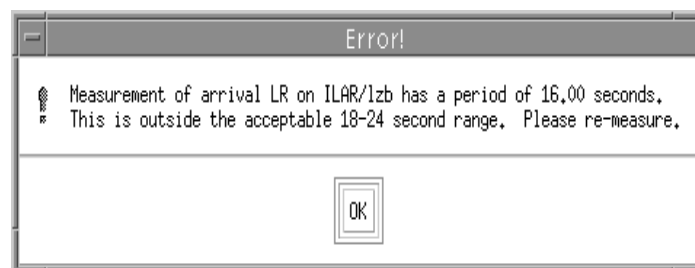 Error!
Measurement of arrival LR on ILAR/lzb has a period of 16.00 seconds.
This is outside the acceptable 18-24 second range.  Please re-measure.
OK